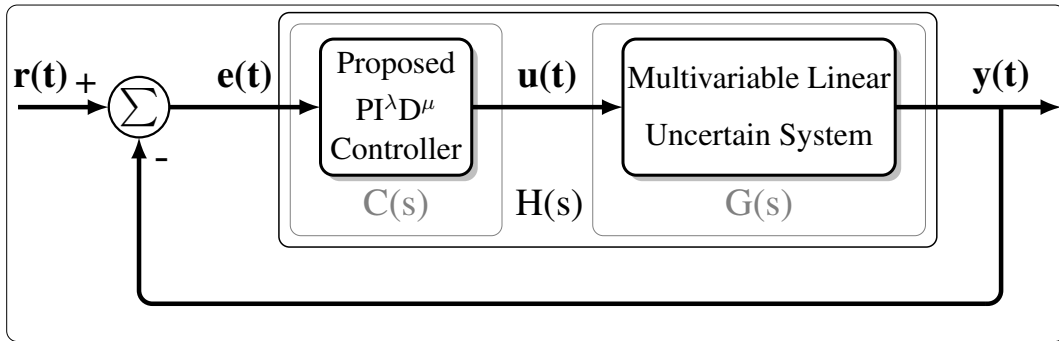 r(t)
+
∑
-
e(t)
Proposed
PI^λD^μ
Controller
C(s)
u(t)
H(s)
Multivariable Linear
Uncertain System
G(s)
y(t)